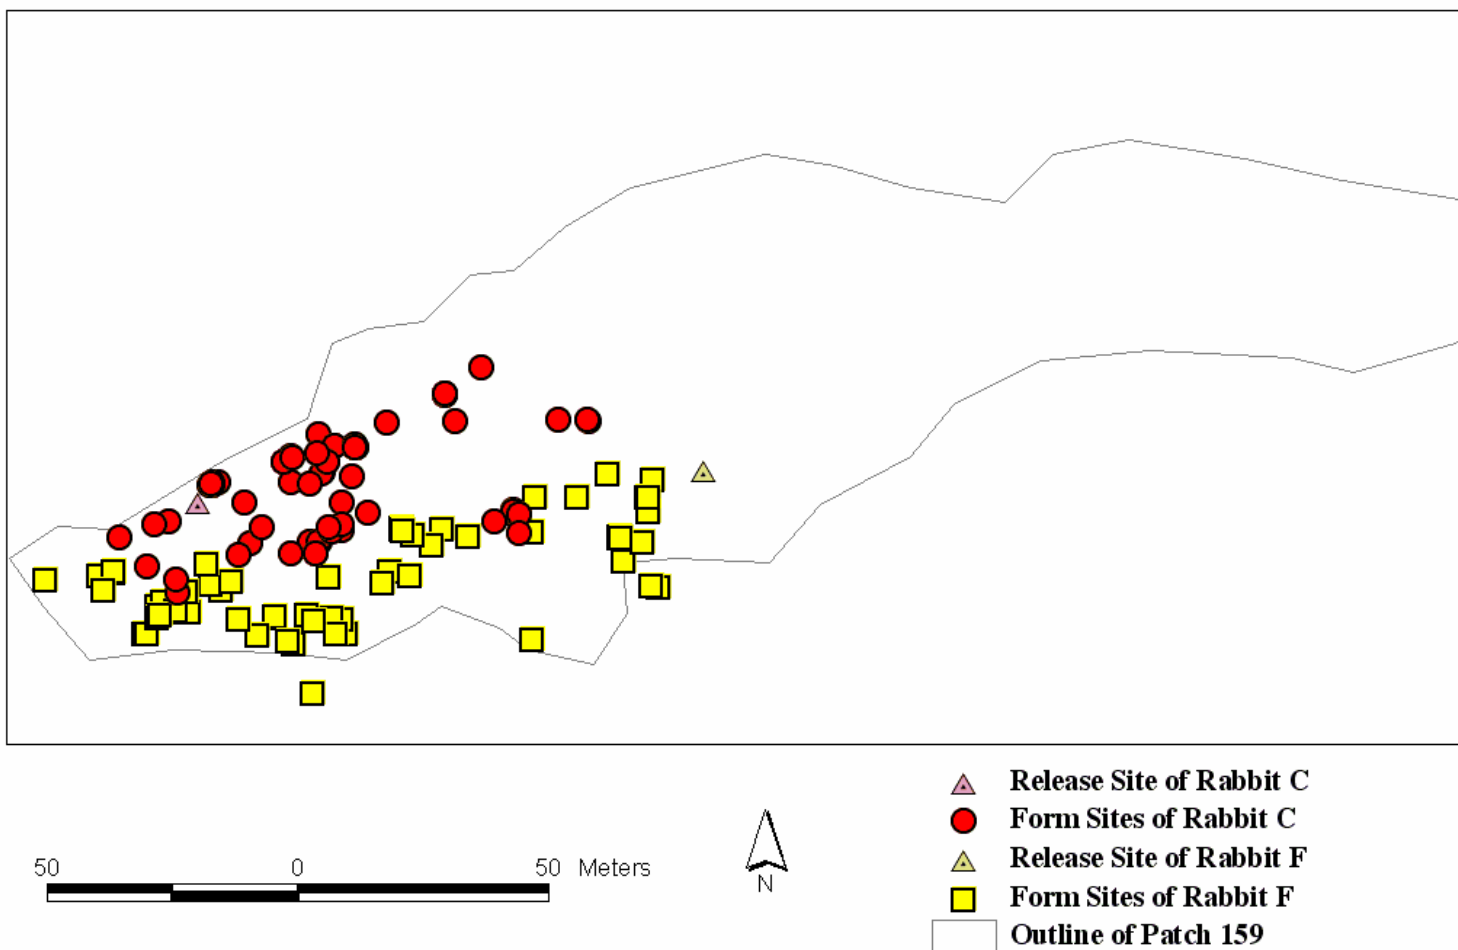 Release Site of Rabbit C
Form Sites of Rabbit C
Release Site of Rabbit F
Form Sites of Rabbit F
Outline of Patch 159
50 0 50 Meters
N